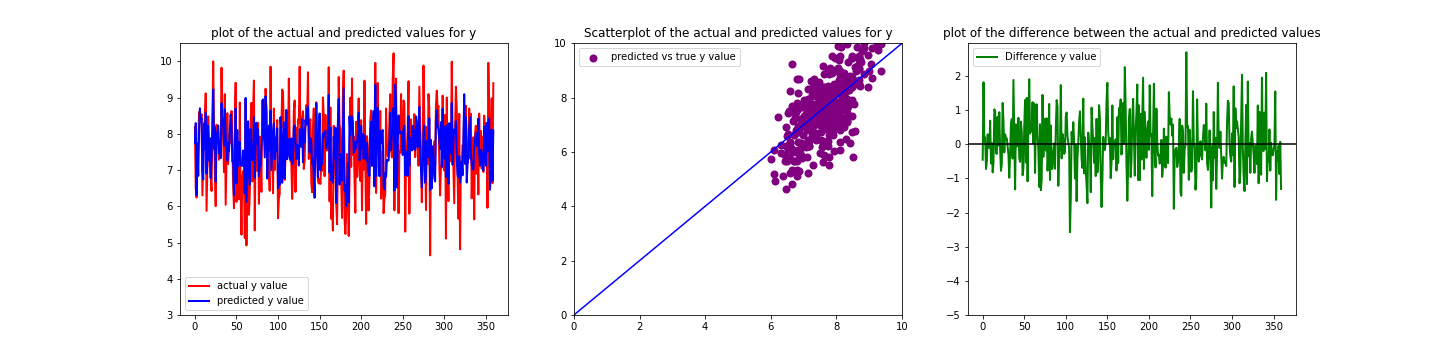 plot of the actual and predicted values for y
10
9
8
7
6
5
4
3
actual y value
predicted y value
0 50 100 150 200 250 300 350
Scatterplot of the actual and predicted values for y
predicted vs true y value
10
8
6
4
2
0
0 2 4 6 8 10
plot of the difference between the actual and predicted values
Difference y value
2
1
0
−1
−2
−3
−4
−5
0 50 100 150 200 250 300 350